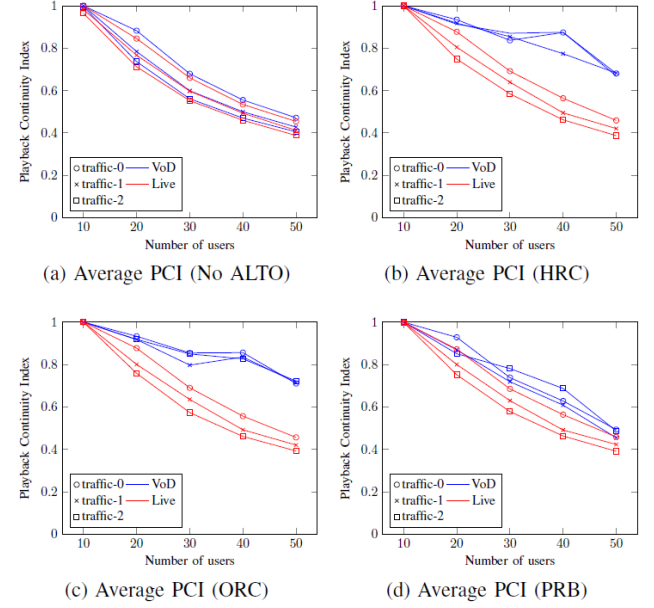 1
0.8
0.6
0.4
0.2
0
Playback Continuity Index
traffic-0 VoD
traffic-1 Live
traffic-2
10 20 30 40 50
Number of users
(a) Average PCI (No ALTO)
1
0.8
0.6
0.4
0.2
0
Playback Continuity Index
traffic-0 VoD
traffic-1 Live
traffic-2
10 20 30 40 50
Number of users
(b) Average PCI (HRC)
1
0.8
0.6
0.4
0.2
0
Playback Continuity Index
traffic-0 VoD
traffic-1 Live
traffic-2
10 20 30 40 50
Number of users
(c) Average PCI (ORC)
1
0.8
0.6
0.4
0.2
0
Playback Continuity Index
traffic-0 VoD
traffic-1 Live
traffic-2
10 20 30 40 50
Number of users
(d) Average PCI (PRB)